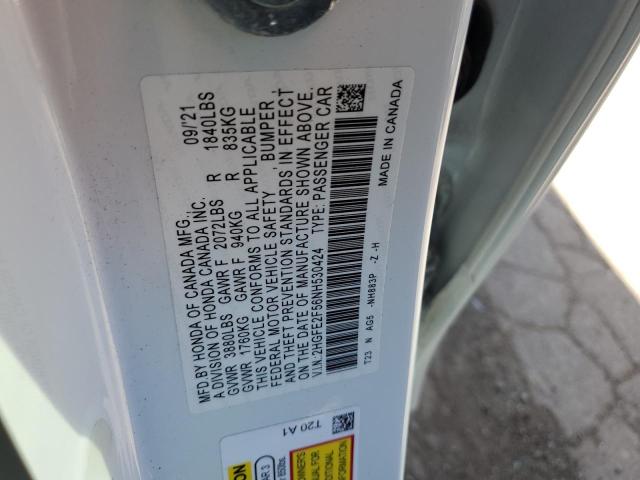 MFD BY HONDA OF CANADA MFG., 09/'21
A DIVISION OF HONDA CANADA INC.
GVWR 3880LBS GAWR F 2072LBS R 1840LBS
GVWR 1760KG GAWR F 940KG R 835KG
THIS VEHICLE CONFORMS TO ALL APPLICABLE
FEDERAL MOTOR VEHICLE SAFETY , BUMPER ,
AND THEFT PREVENTION STANDARDS IN EFFECT
ON THE DATE OF MANUFACTURE SHOWN ABOVE.
V.I.N: 2HGFE2F56NH530424 TYPE: PASSENGER CAR
T23 N AG5 -NH883P -Z -H
MADE IN CANADA
T20 A1